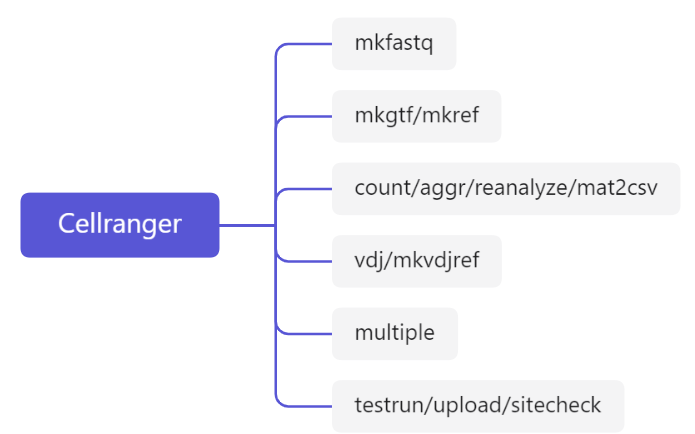 Cellranger
mkfastq
mkgtf/mkref
count/aggr/reanalyze/mat2csv
vdj/mkvdjref
multiple
testrun/upload/sitecheck